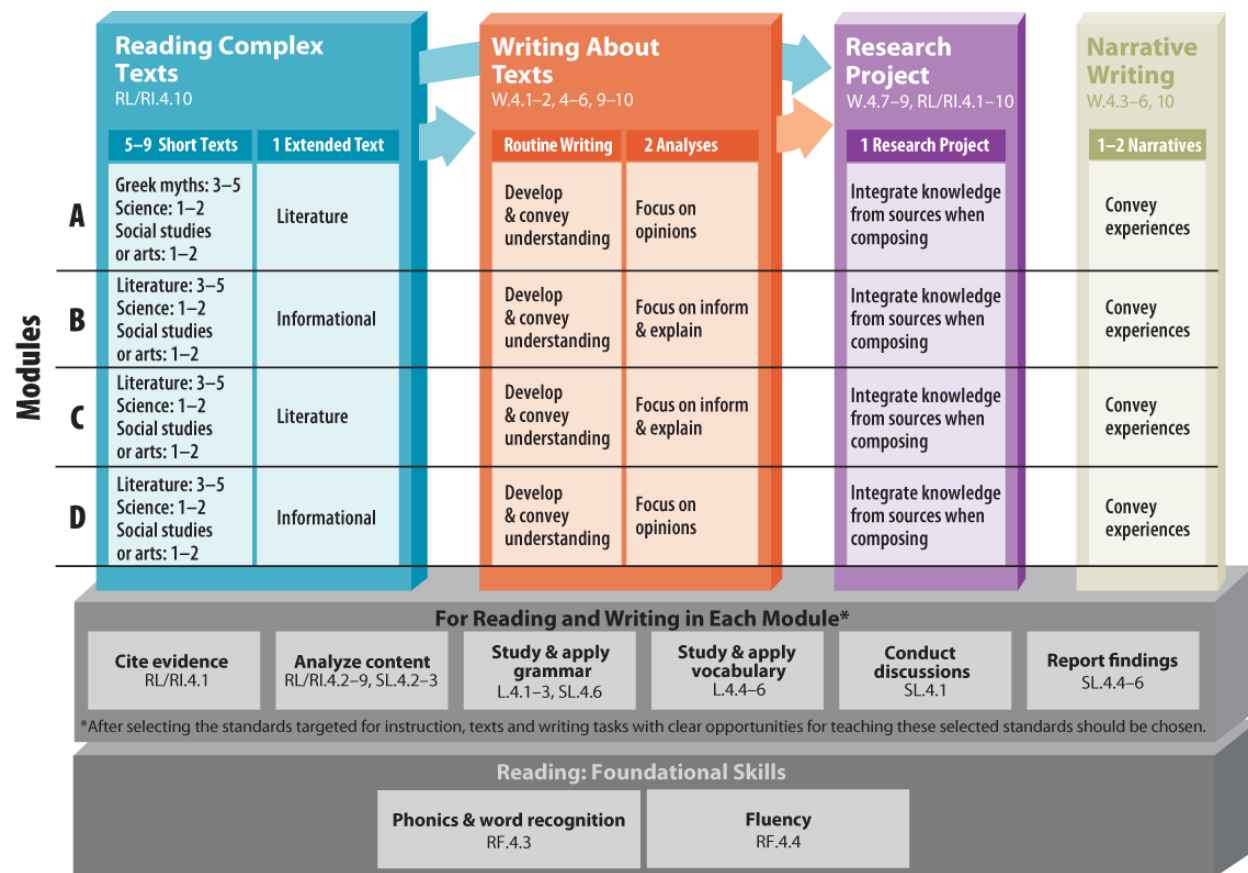 Reading Complex
Texts
RL/RI.4.10
Writing About
Texts
W.4.1–2, 4–6, 9–10
Research
Project
W.4.7–9, RL/RI.4.1–10
Narrative
Writing
W.4.3–6, 10
5–9 Short Texts
1 Extended Text
Routine Writing
2 Analyses
1 Research Project
1–2 Narratives
Modules
A
Greek myths: 3–5
Science: 1–2
Social studies
or arts: 1–2
Literature
Develop
& convey
understanding
Focus on
opinions
Integrate knowledge
from sources when
composing
Convey
experiences
B
Literature: 3–5
Science: 1–2
Social studies
or arts: 1–2
Informational
Develop
& convey
understanding
Focus on inform
& explain
Integrate knowledge
from sources when
composing
Convey
experiences
C
Literature: 3–5
Science: 1–2
Social studies
or arts: 1–2
Literature
Develop
& convey
understanding
Focus on inform
& explain
Integrate knowledge
from sources when
composing
Convey
experiences
D
Literature: 3–5
Science: 1–2
Social studies
or arts: 1–2
Informational
Develop
& convey
understanding
Focus on
opinions
Integrate knowledge
from sources when
composing
Convey
experiences
For Reading and Writing in Each Module*
Cite evidence
RL/RI.4.1
Analyze content
RL/RI.4.2–9, SL.4.2–3
Study & apply
grammar
L.4.1–3, SL.4.6
Study & apply
vocabulary
L.4.4–6
Conduct
discussions
SL.4.1
Report findings
SL.4.4–6
*After selecting the standards targeted for instruction, texts and writing tasks with clear opportunities for teaching these selected standards should be chosen.
Reading: Foundational Skills
Phonics & word recognition
RF.4.3
Fluency
RF.4.4